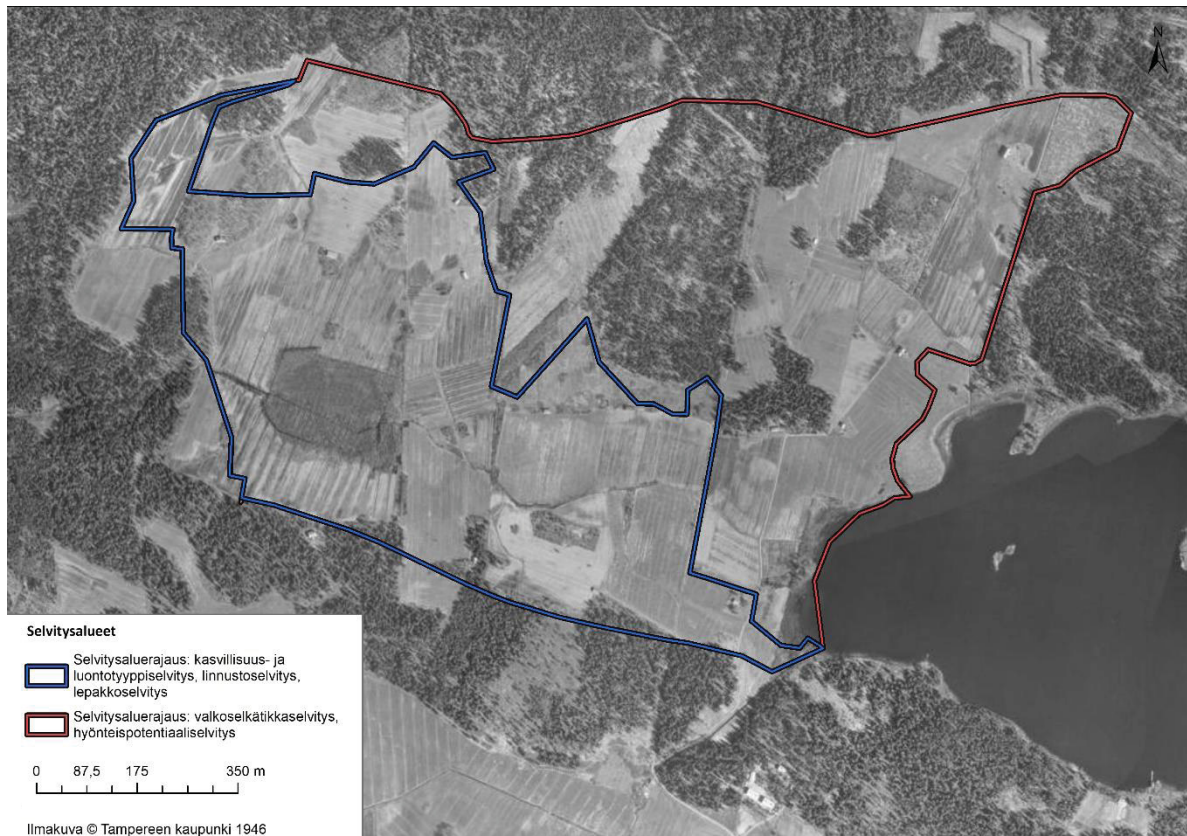 N
Selvitysalueet
Selvitysaluerajaus: kasvillisuus- ja
luontotyyppiselvitys, linnustoselvitys,
lepakkoselvitys
Selvitysaluerajaus: valkoselkätikkaselvitys,
hyönteispotentiaaliselvitys
0 87,5 175 350 m
Ilmakuva © Tampereen kaupunki 1946